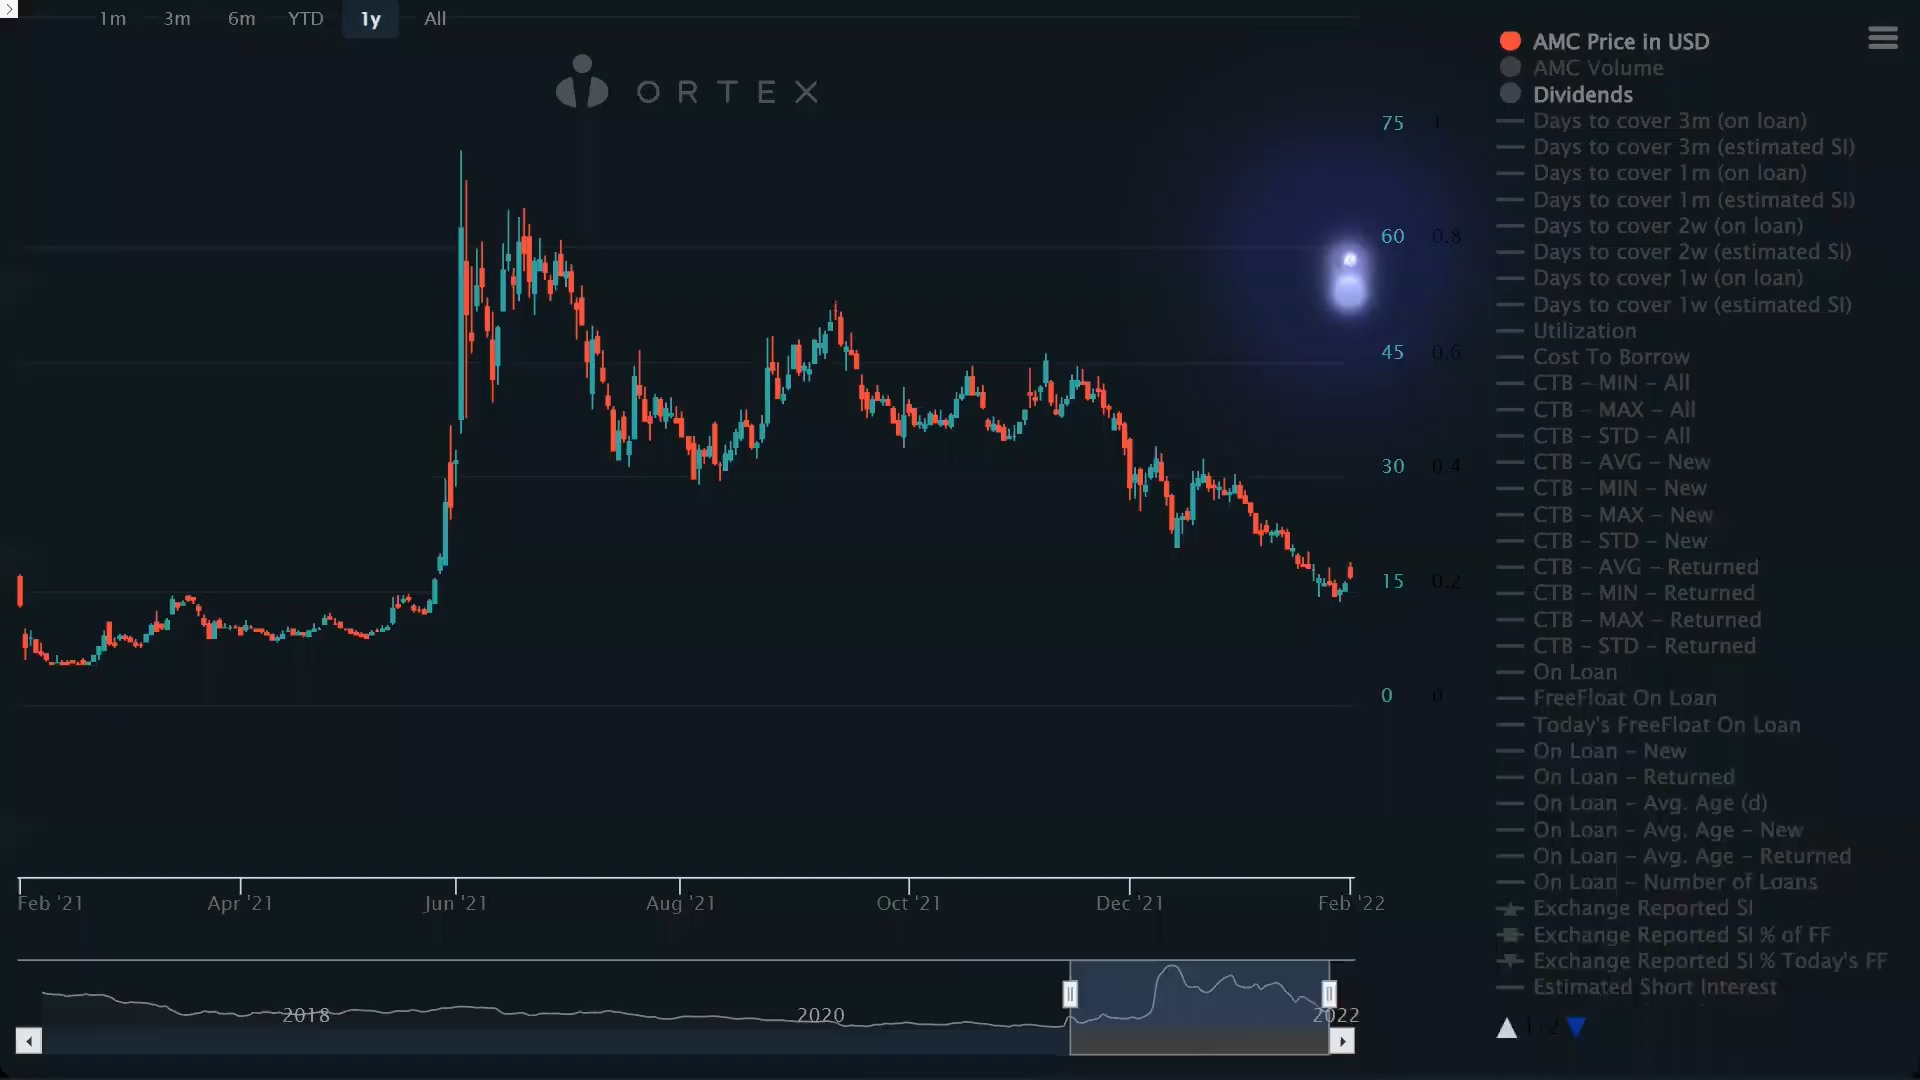 1m 3m 6m YTD 1y All
ORTEX
75 1
60 0.8
45 0.6
30 0.4
15 0.2
0 0
Feb '21 Apr '21 Jun '21 Aug '21 Oct '21 Dec '21 Feb '22
2018 2020 2022
AMC Price in USD
AMC Volume
Dividends
Days to cover 3m (on loan)
Days to cover 3m (estimated SI)
Days to cover 1m (on loan)
Days to cover 1m (estimated SI)
Days to cover 2w (on loan)
Days to cover 2w (estimated SI)
Days to cover 1w (on loan)
Days to cover 1w (estimated SI)
Utilization
Cost To Borrow
CTB - MIN - All
CTB - MAX - All
CTB - STD - All
CTB - AVG - New
CTB - MIN - New
CTB - MAX - New
CTB - STD - New
CTB - AVG - Returned
CTB - MIN - Returned
CTB - MAX - Returned
CTB - STD - Returned
On Loan
FreeFloat On Loan
Today's FreeFloat On Loan
On Loan - New
On Loan - Returned
On Loan - Avg. Age (d)
On Loan - Avg. Age - New
On Loan - Avg. Age - Returned
On Loan - Number of Loans
Exchange Reported SI
Exchange Reported SI % of FF
Exchange Reported SI % Today's FF
Estimated Short Interest
1/2